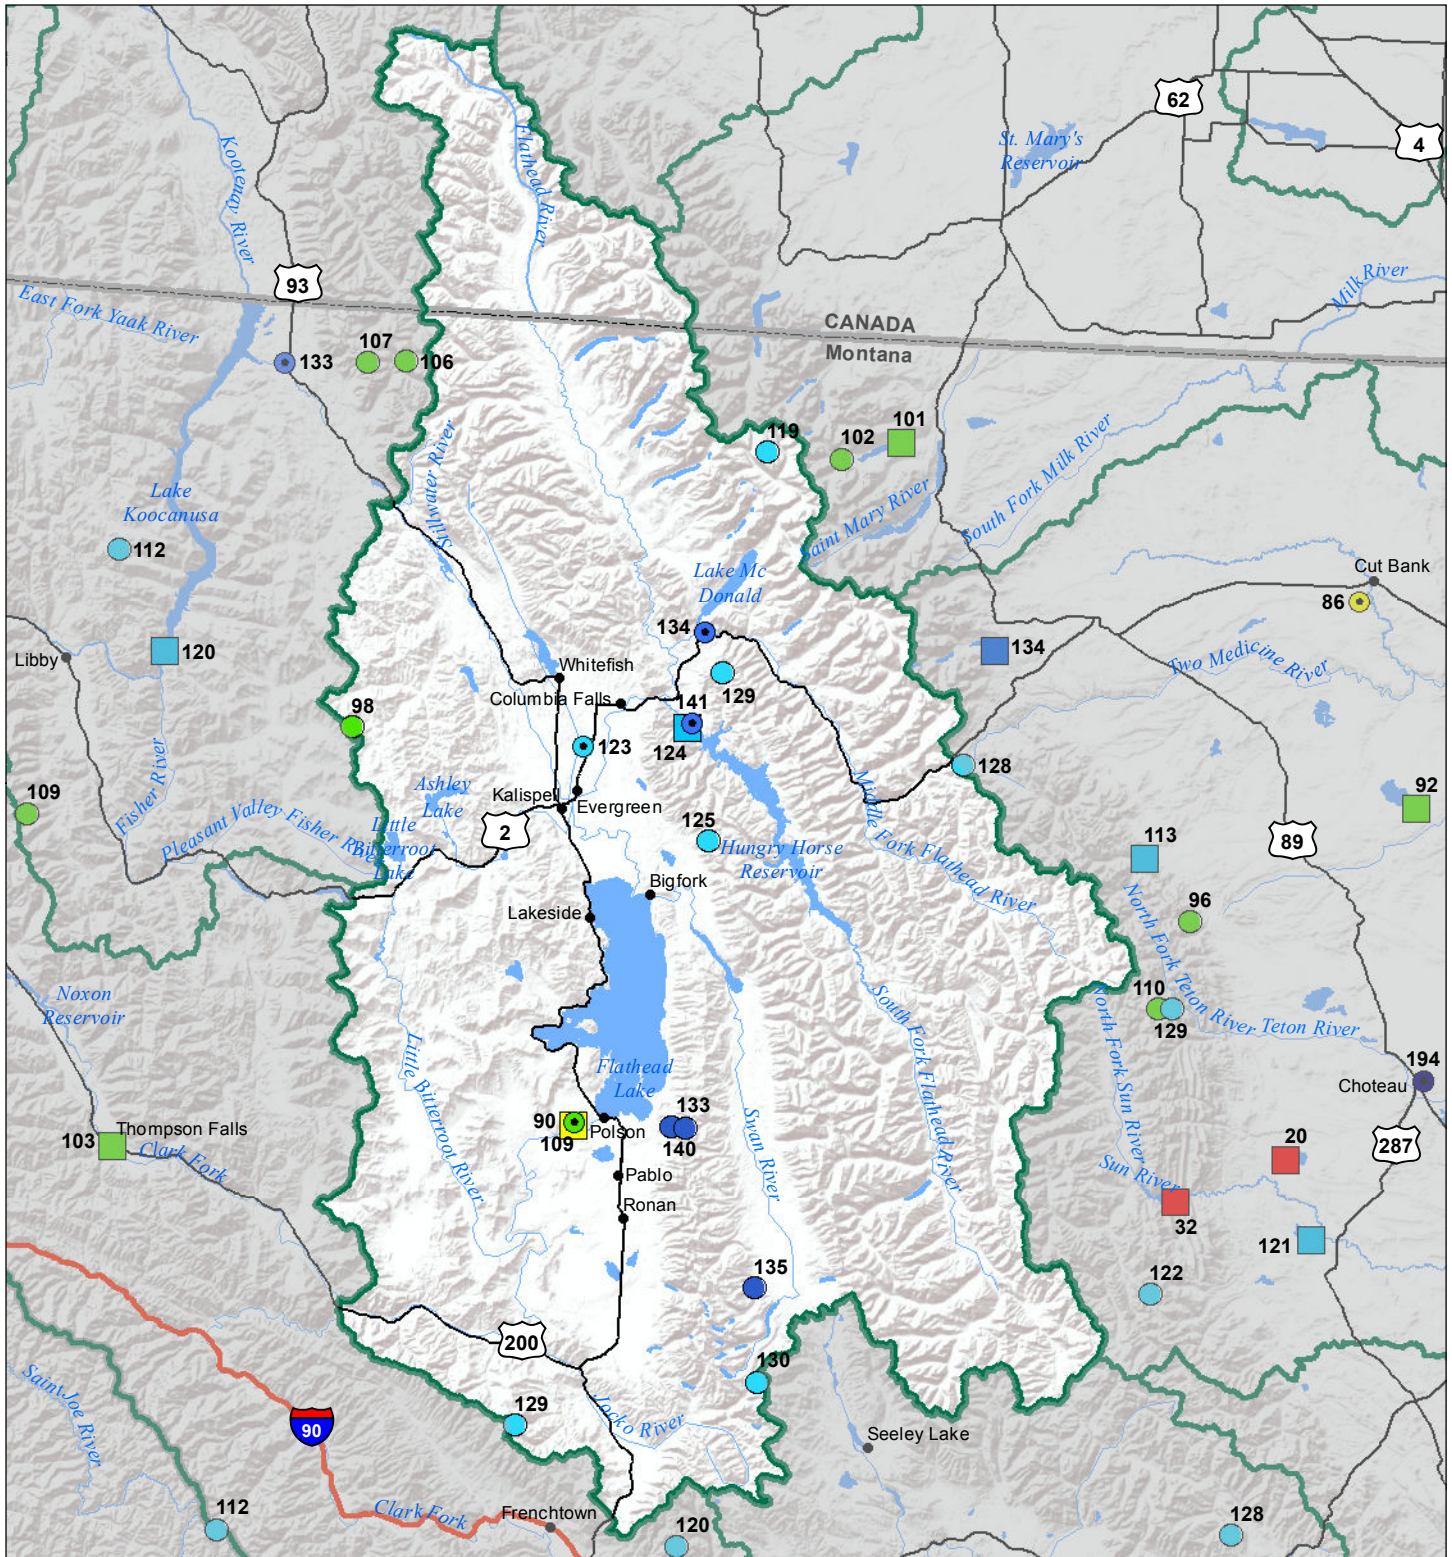 62
4
St. Mary's
Reservoir
Kootenay River
Flathead River
93
Milk River
East Fork Yaak River
CANADA
Montana
107
133
106
119
102
101
Stillwater River
Lake
Koocanusa
South Fork Milk River
Saint Mary River
112
Lake Mc
Donald
Cut Bank
86
134
120
Libby
Whitefish
134
Two Medicine River
129
Columbia Falls
98
141
124
123
128
Fisher River
Ashley
Lake
Kalispell
Evergreen
Middle Fork Flathead River
109
92
Pleasant Valley Fisher River
Little
Bitterroot
Lake
2
125
Hungry Horse
Reservoir
89
113
Bigfork
North Fork Teton River
96
Lakeside
Noxon
Reservoir
110
129
Teton River
South Fork Flathead River
North Fork Sun River
Little Bitterroot River
Flathead
Lake
194
Choteau
Swan River
90
109
Polson
133
140
Thompson Falls
103
Clark Fork
287
20
Pablo
Sun River
Ronan
32
121
135
122
200
130
Saint Joe River
129
Jocko River
90
Seeley Lake
112
Clark Fork
Frenchtown
120
128